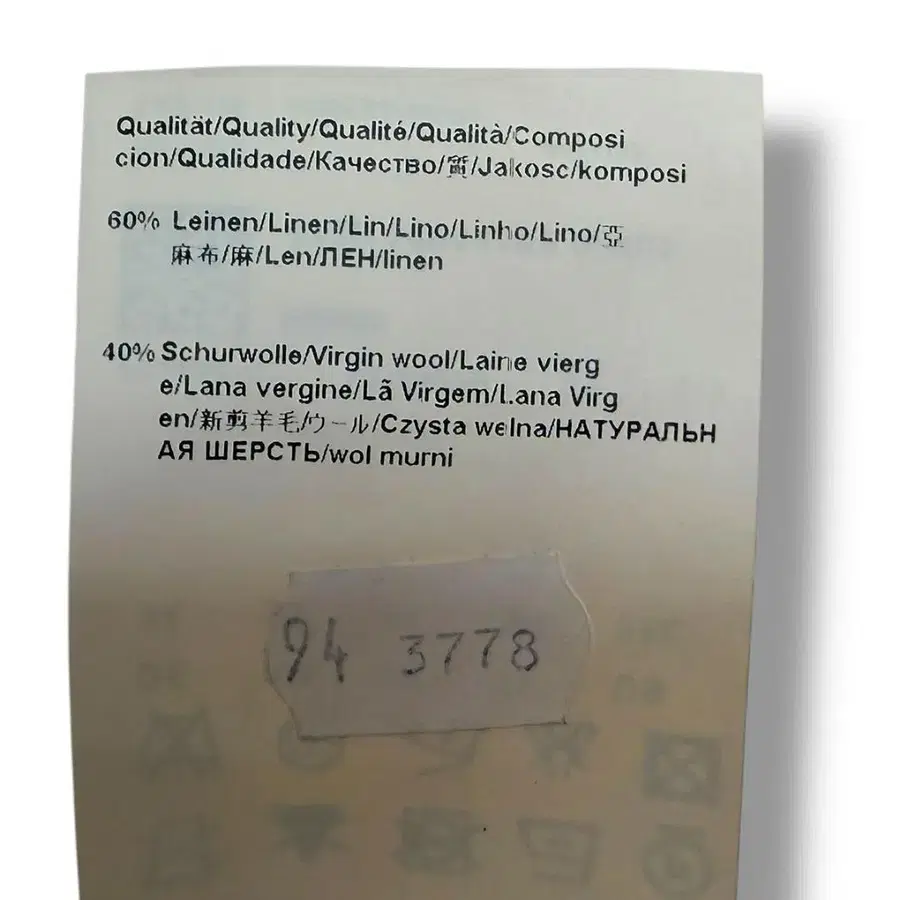 Qualität/Quality/Qualité/Qualità/Composi
cion/Qualidade/Качество/質/Jakosc/komposi
60% Leinen/Linen/Lin/Lino/Linho/Lino/亞
麻布/麻/Len/ЛЕН/linen
40% Schurwolle/Virgin wool/Laine vierg
e/Lana vergine/Lã Virgem/Lana Virg
en/新剪羊毛/ウール/Czysta welna/НАТУРАЛЬН
АЯ ШЕРСТЬ/wol murni
94 3778